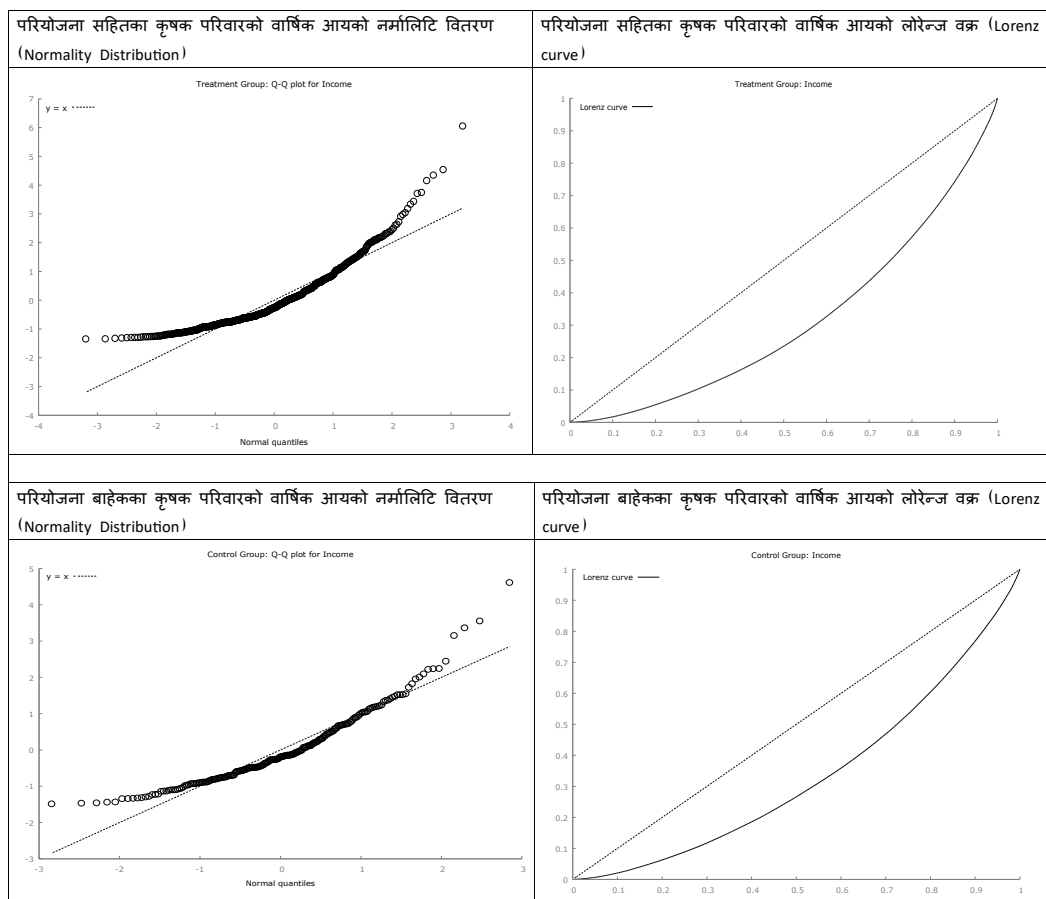 परियोजना सहितका कृषक परिवारको वार्षिक आयको नर्मालिटि वितरण
(Normality Distribution)
परियोजना सहितका कृषक परिवारको वार्षिक आयको लोरेन्ज वक्र (Lorenz
curve)
Treatment Group: Q-Q plot for Income
y = x
7
6
5
4
3
2
1
0
-1
-2
-3
-4
-4 -3 -2 -1 0 1 2 3 4
Normal quantiles
Treatment Group: Income
Lorenz curve
1
0.9
0.8
0.7
0.6
0.5
0.4
0.3
0.2
0.1
0
0 0.1 0.2 0.3 0.4 0.5 0.6 0.7 0.8 0.9 1
परियोजना बाहेकका कृषक परिवारको वार्षिक आयको नर्मालिटि वितरण
(Normality Distribution)
परियोजना बाहेकका कृषक परिवारको वार्षिक आयको लोरेन्ज वक्र (Lorenz
curve)
Control Group: Q-Q plot for Income
y = x
5
4
3
2
1
0
-1
-2
-3
-3 -2 -1 0 1 2 3
Normal quantiles
Control Group: Income
Lorenz curve
1
0.9
0.8
0.7
0.6
0.5
0.4
0.3
0.2
0.1
0
0 0.1 0.2 0.3 0.4 0.5 0.6 0.7 0.8 0.9 1